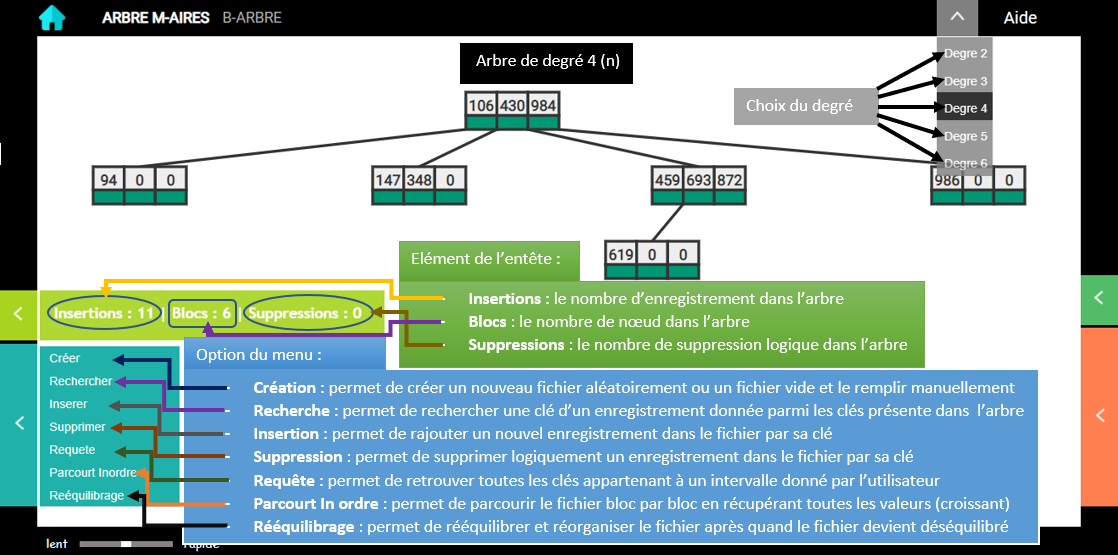 ARBRE M-AIRES B-ARBRE Aide
Arbre de degré 4 (n)
Choix du degré
Degre 2
Degre 3
Degre 4
Degre 5
Degre 6
106 430 984
94 0 0
147 348 0
459 693 872
986 0 0
619 0 0
Elément de l'entête :
- Insertions : le nombre d'enregistrement dans l'arbre
- Blocs : le nombre de nœud dans l'arbre
- Suppressions : le nombre de suppression logique dans l'arbre
Insertions : 11 | Blocs : 6 | Suppressions : 0
Créer
Rechercher
Inserer
Supprimer
Requete
Parcourt Inordre
Reéquilibrage
Option du menu :
- Création : permet de créer un nouveau fichier aléatoirement ou un fichier vide et le remplir manuellement
- Recherche : permet de rechercher une clé d'un enregistrement donnée parmi les clés présente dans l'arbre
- Insertion : permet de rajouter un nouvel enregistrement dans le fichier par sa clé
- Suppression : permet de supprimer logiquement un enregistrement dans le fichier par sa clé
- Requête : permet de retrouver toutes les clés appartenant à un intervalle donné par l'utilisateur
- Parcourt In ordre : permet de parcourir le fichier bloc par bloc en récupérant toutes les valeurs (croissant)
- Rééquilibrage : permet de rééquilibrer et réorganiser le fichier après quand le fichier devient déséquilibré
lent rapide